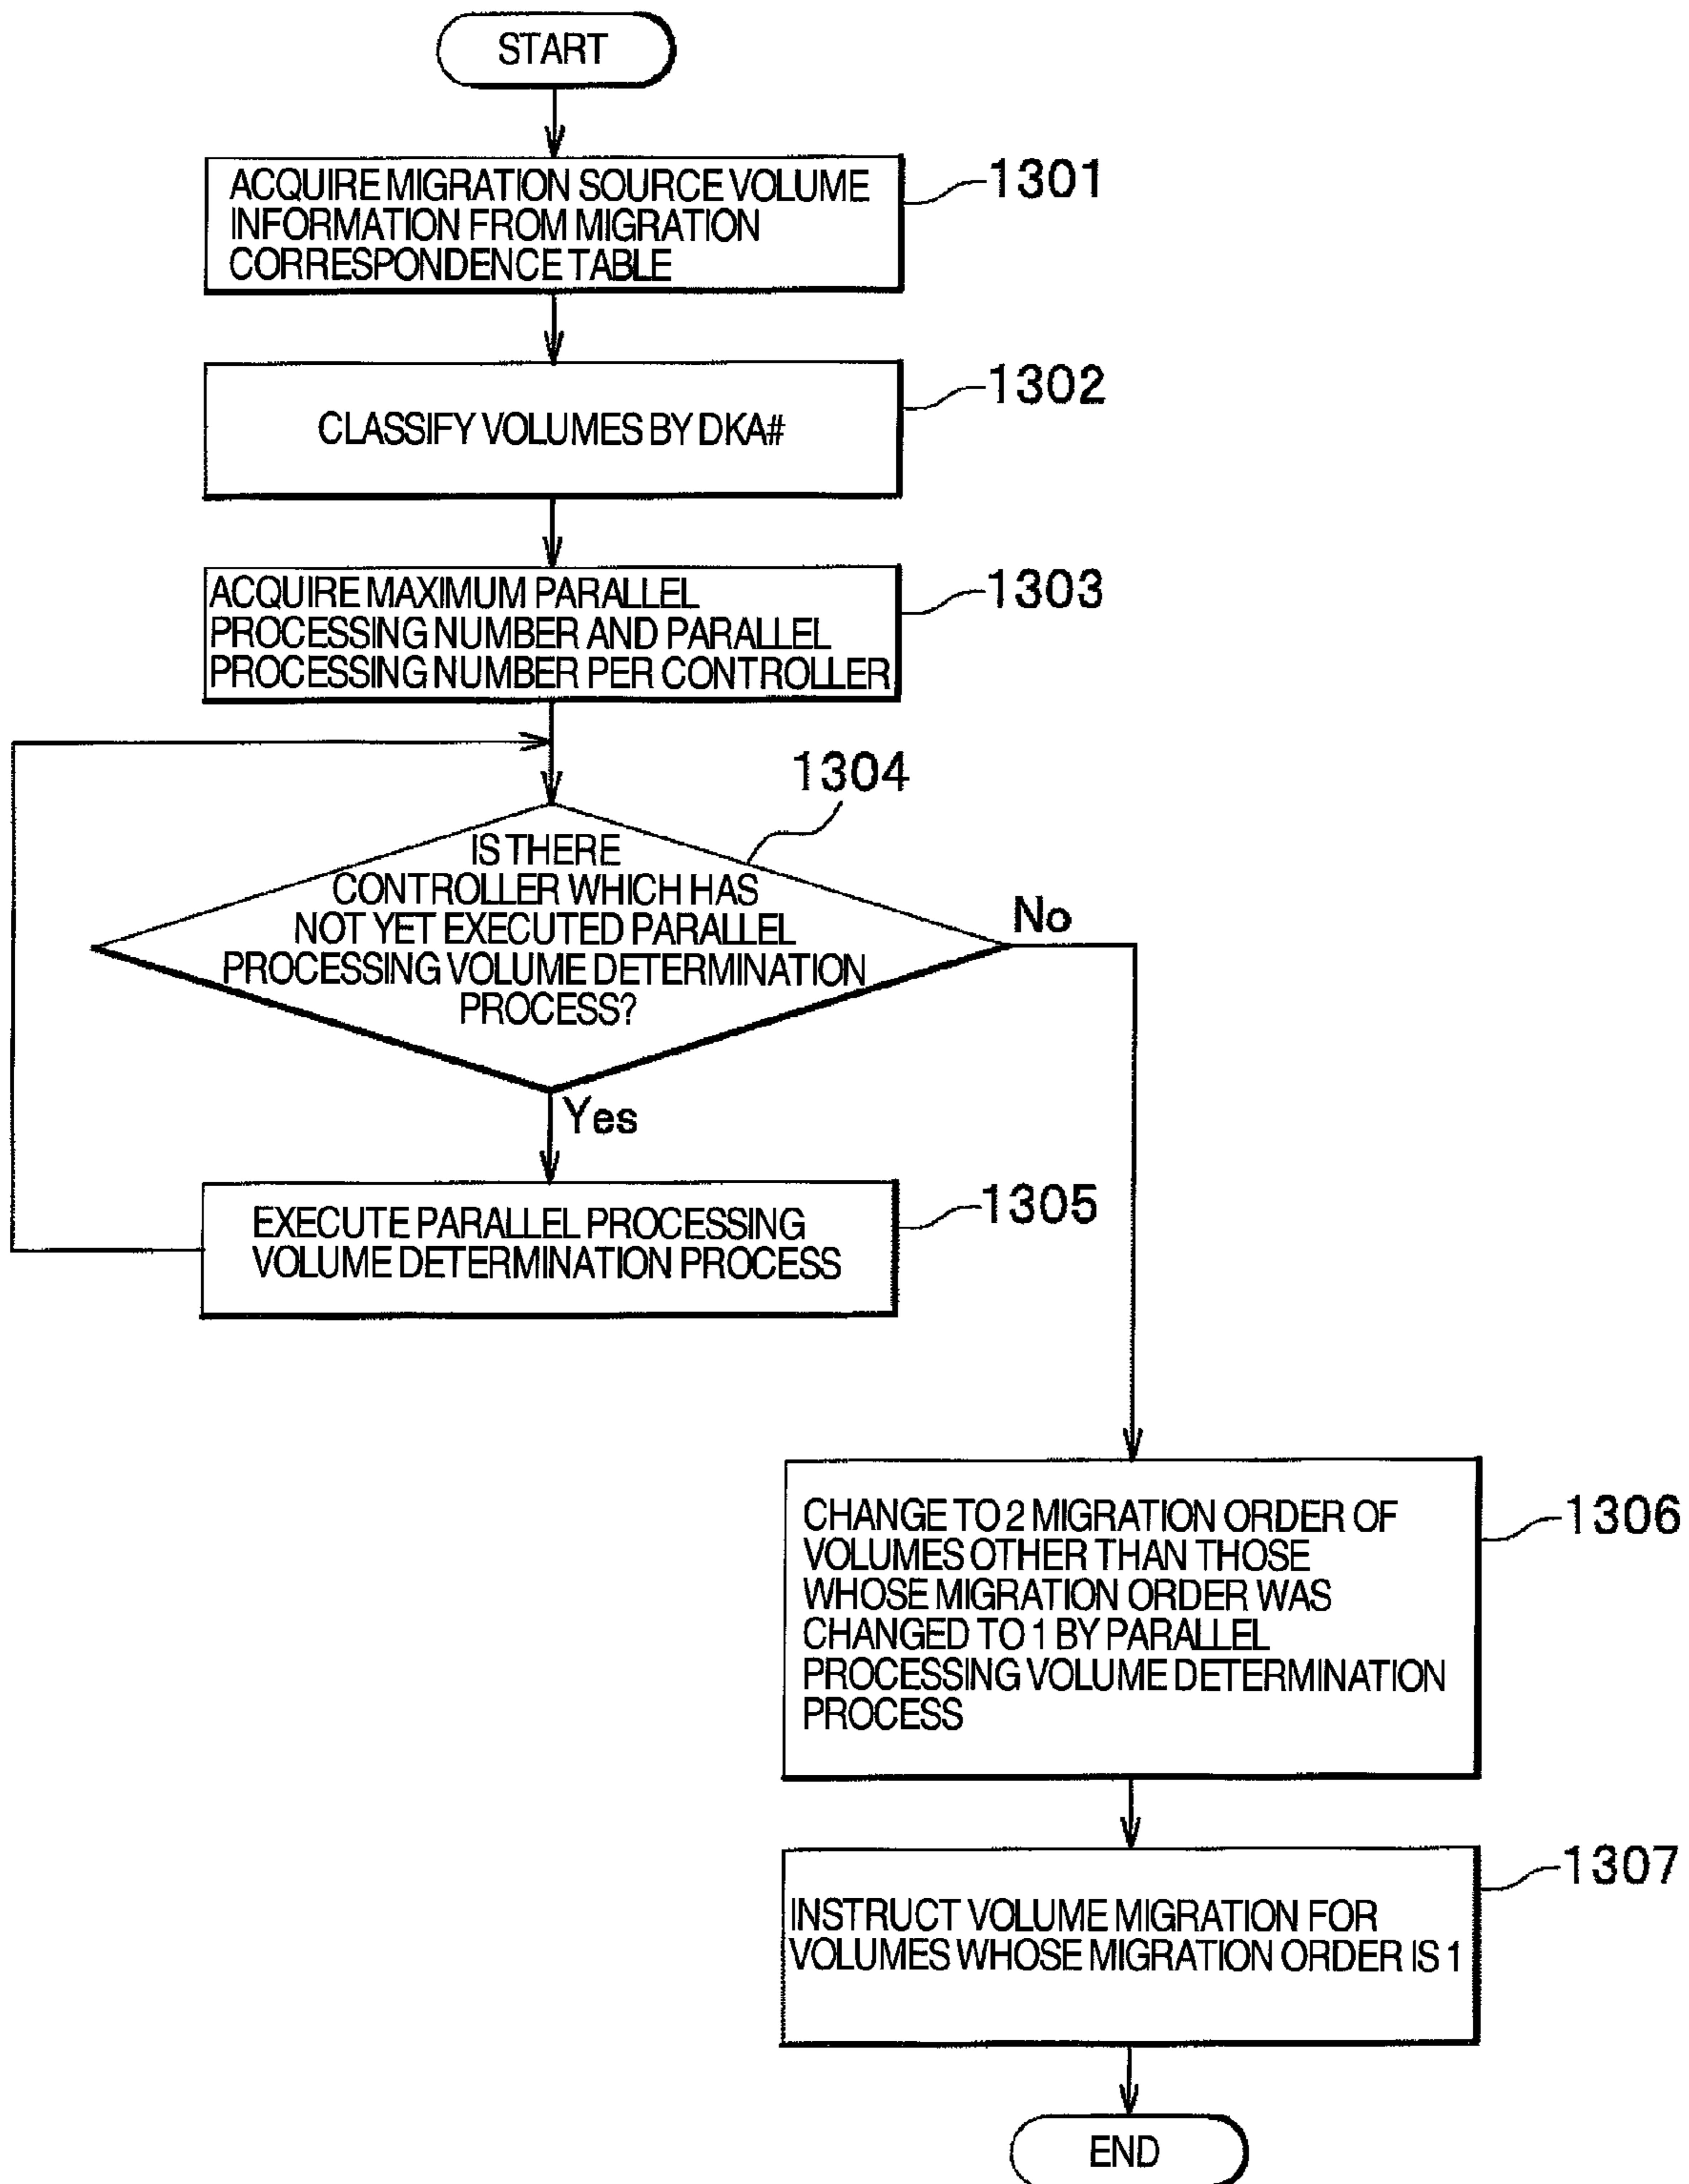 START
ACQUIRE MIGRATION SOURCE VOLUME
INFORMATION FROM MIGRATION
CORRESPONDENCE TABLE
1301
CLASSIFY VOLUMES BY DKA#
1302
ACQUIRE MAXIMUM PARALLEL
PROCESSING NUMBER AND PARALLEL
PROCESSING NUMBER PER CONTROLLER
1303
1304
IS THERE
CONTROLLER WHICH HAS
NOT YET EXECUTED PARALLEL
PROCESSING VOLUME DETERMINATION
PROCESS?
No
Yes
EXECUTE PARALLEL PROCESSING
VOLUME DETERMINATION PROCESS
1305
CHANGE TO 2 MIGRATION ORDER OF
VOLUMES OTHER THAN THOSE
WHOSE MIGRATION ORDER WAS
CHANGED TO 1 BY PARALLEL
PROCESSING VOLUME DETERMINATION
PROCESS
1306
INSTRUCT VOLUME MIGRATION FOR
VOLUMES WHOSE MIGRATION ORDER IS 1
1307
END